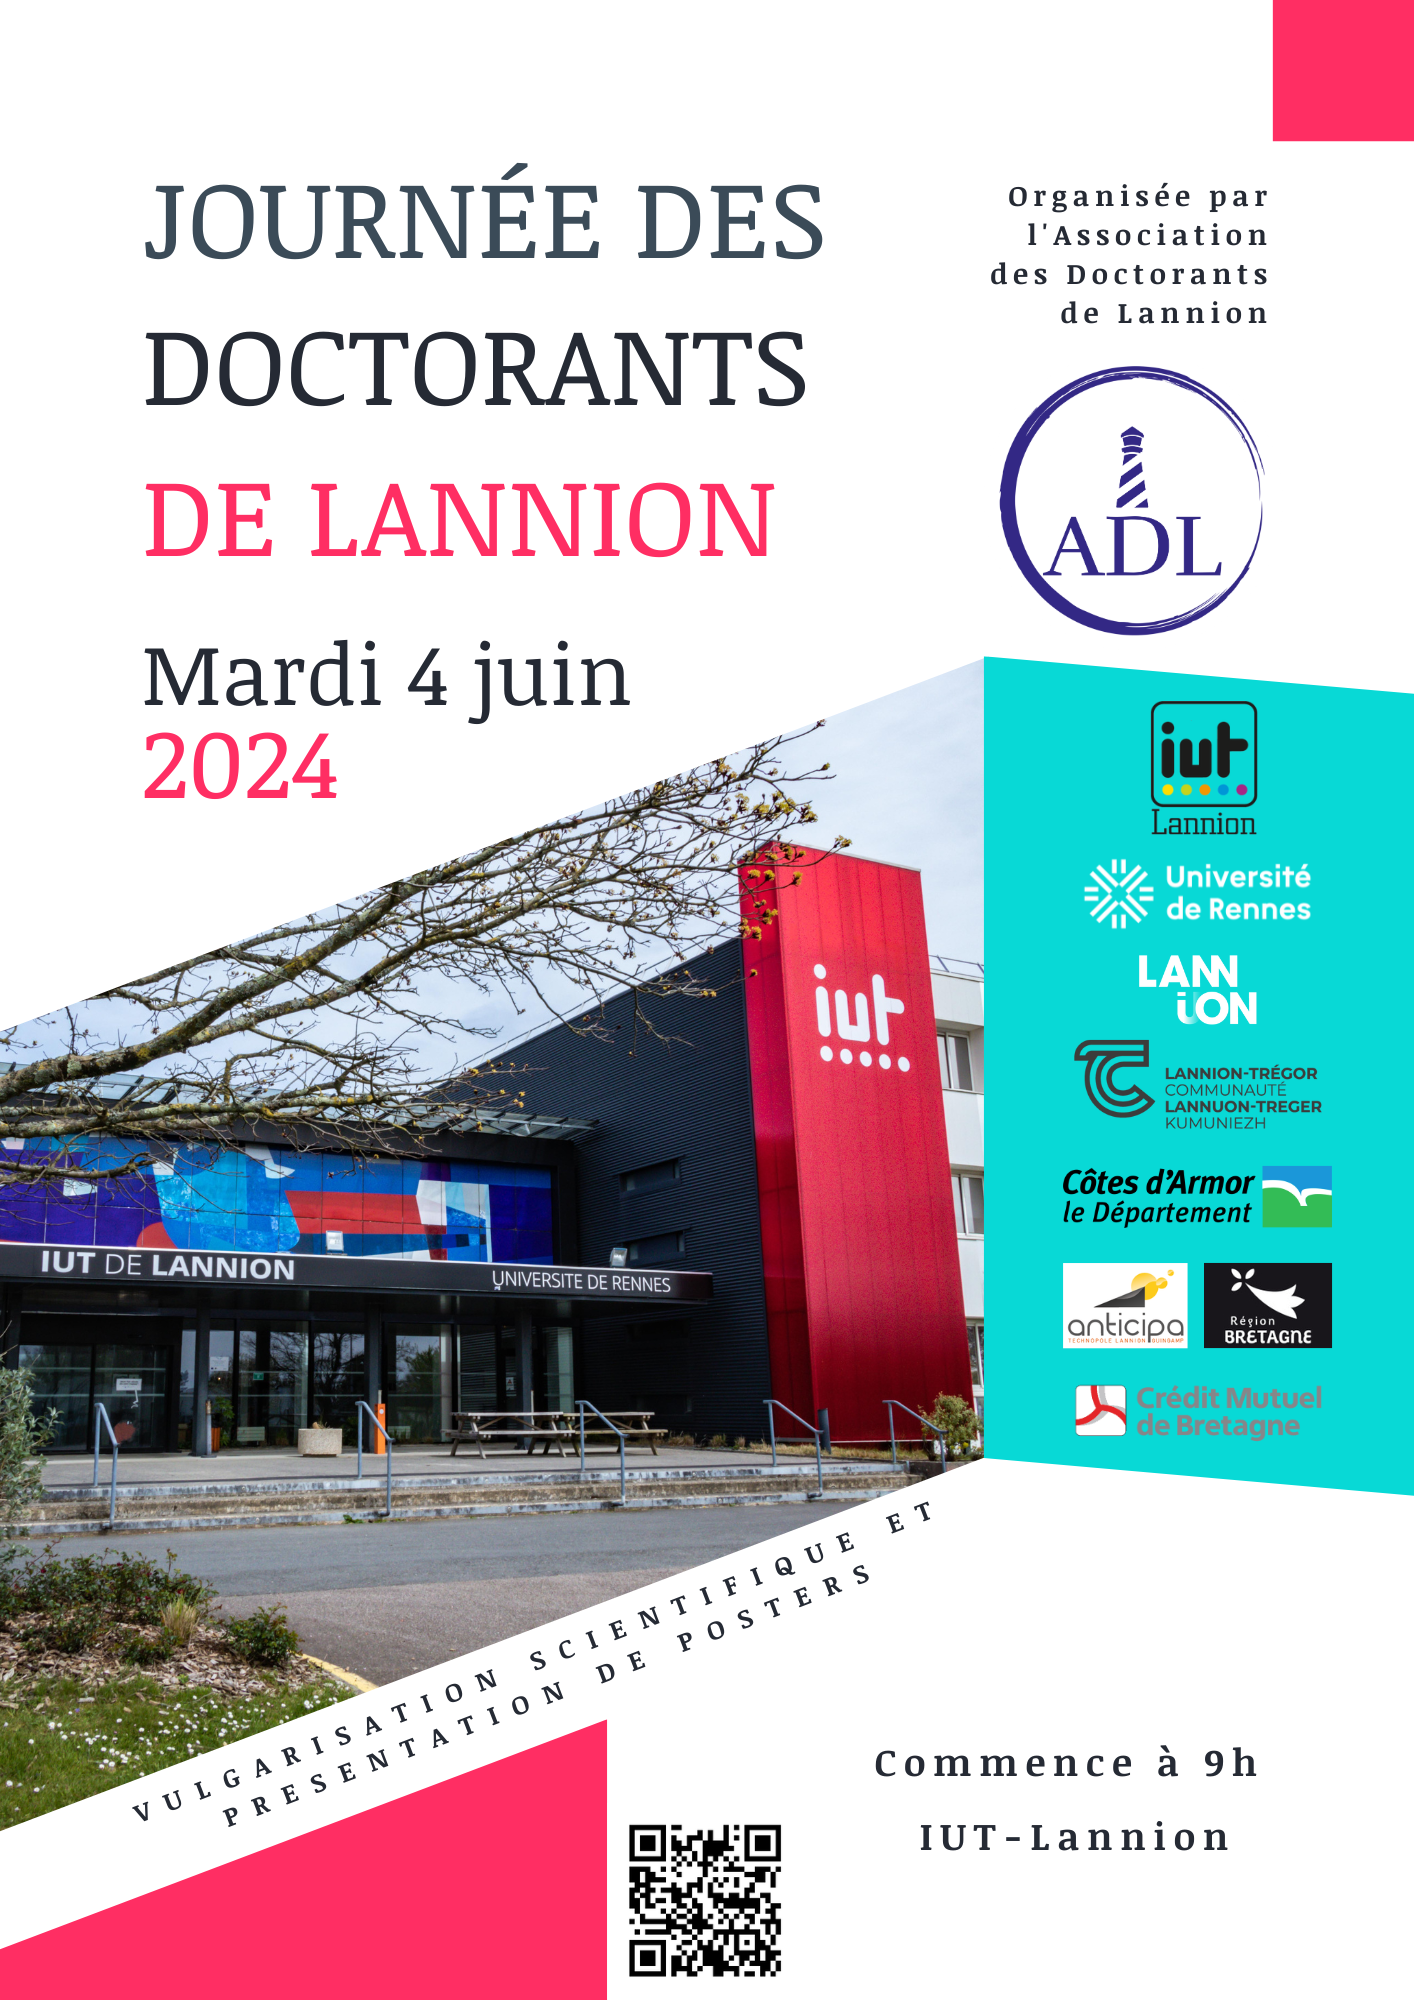 JOURNÉE DES
DOCTORANTS
DE LANNION
Mardi 4 juin
2024
Organisée par
l'Association
des Doctorants
de Lannion
ADL
iut
Lannion
Université
de Rennes
LANN
iON
LANNION-TRÉGOR
COMMUNAUTÉ
LANNUON-TREGER
KUMUNIEZH
Côtes d'Armor
le Département
anticipa
TECHNOPOLE LANNION GUINGAMP
Région
BRETAGNE
Crédit Mutuel
de Bretagne
iut
IUT DE LANNION
UNIVERSITE DE RENNES
VULGARISATION SCIENTIFIQUE ET
PRESENTATION DE POSTERS
Commence à 9h
IUT-Lannion